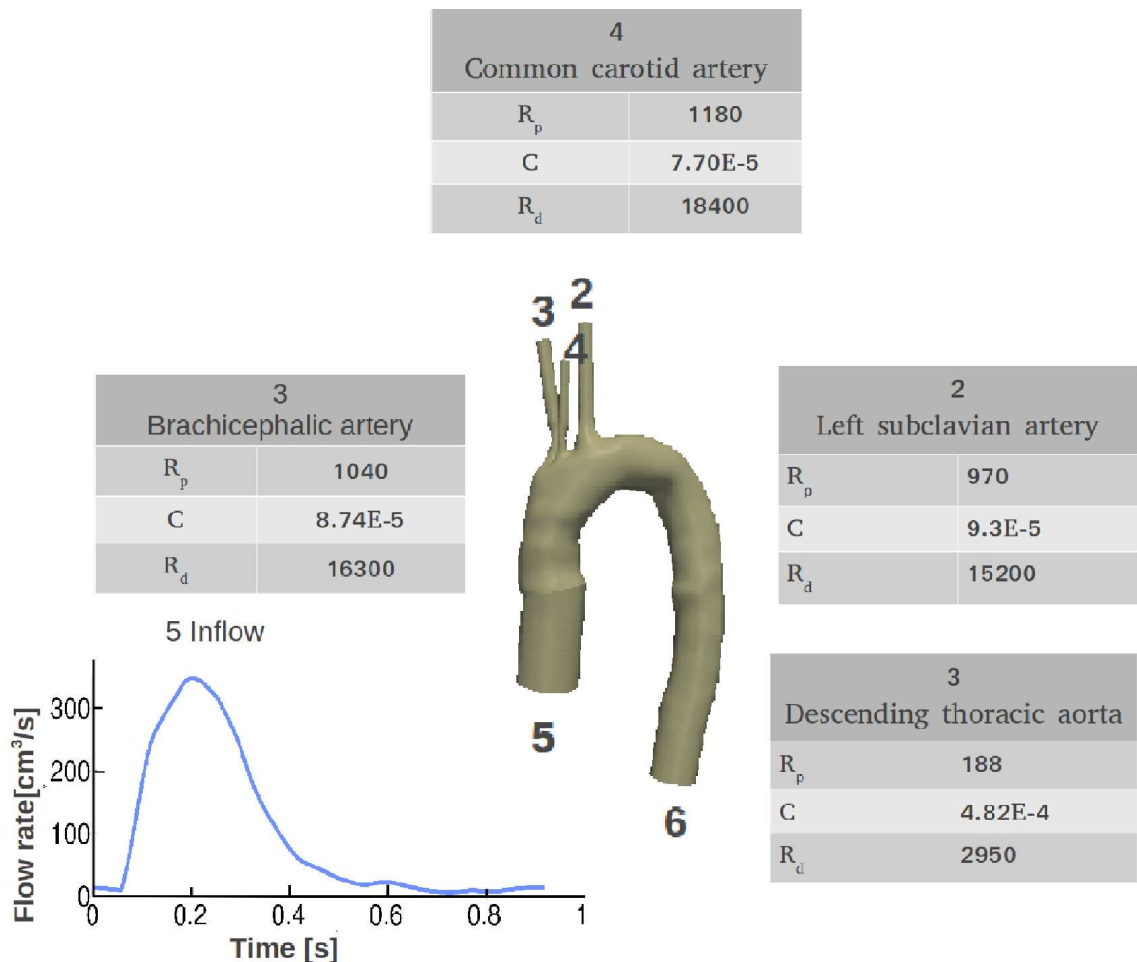 4
Common carotid artery
R_p 1180
C 7.70E-5
R_d 18400
3 2
4
3
Brachicephalic artery
R_p 1040
C 8.74E-5
R_d 16300
2
Left subclavian artery
R_p 970
C 9.3E-5
R_d 15200
5 Inflow
Flow rate[cm³/s]
300
200
100
0
0 0.2 0.4 0.6 0.8 1
Time [s]
5
6
3
Descending thoracic aorta
R_p 188
C 4.82E-4
R_d 2950